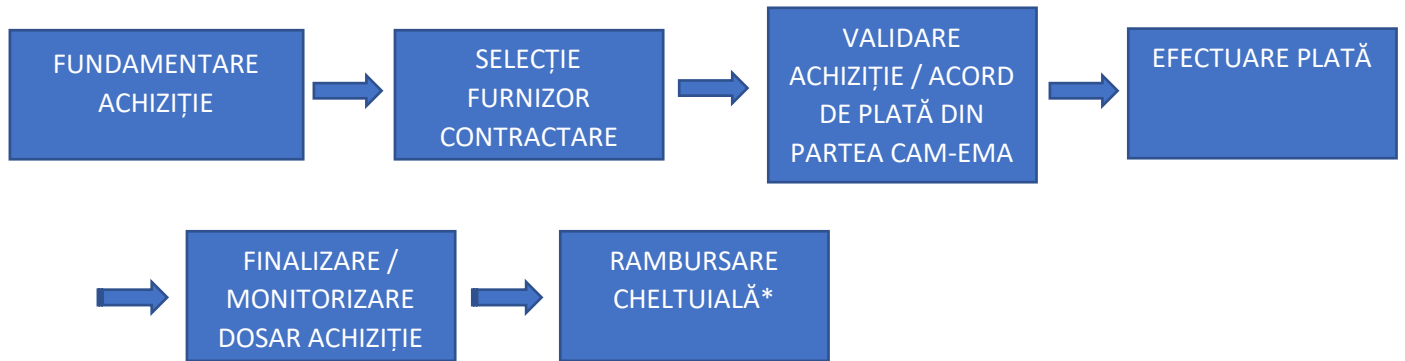 FUNDAMENTARE
ACHIZIȚIE
SELECȚIE
FURNIZOR
CONTRACTARE
VALIDARE
ACHIZIȚIE / ACORD
DE PLATĂ DIN
PARTEA CAM-EMA
EFECTUARE PLATĂ
FINALIZARE /
MONITORIZARE
DOSAR ACHIZIȚIE
RAMBURSARE
CHELTUIALĂ*